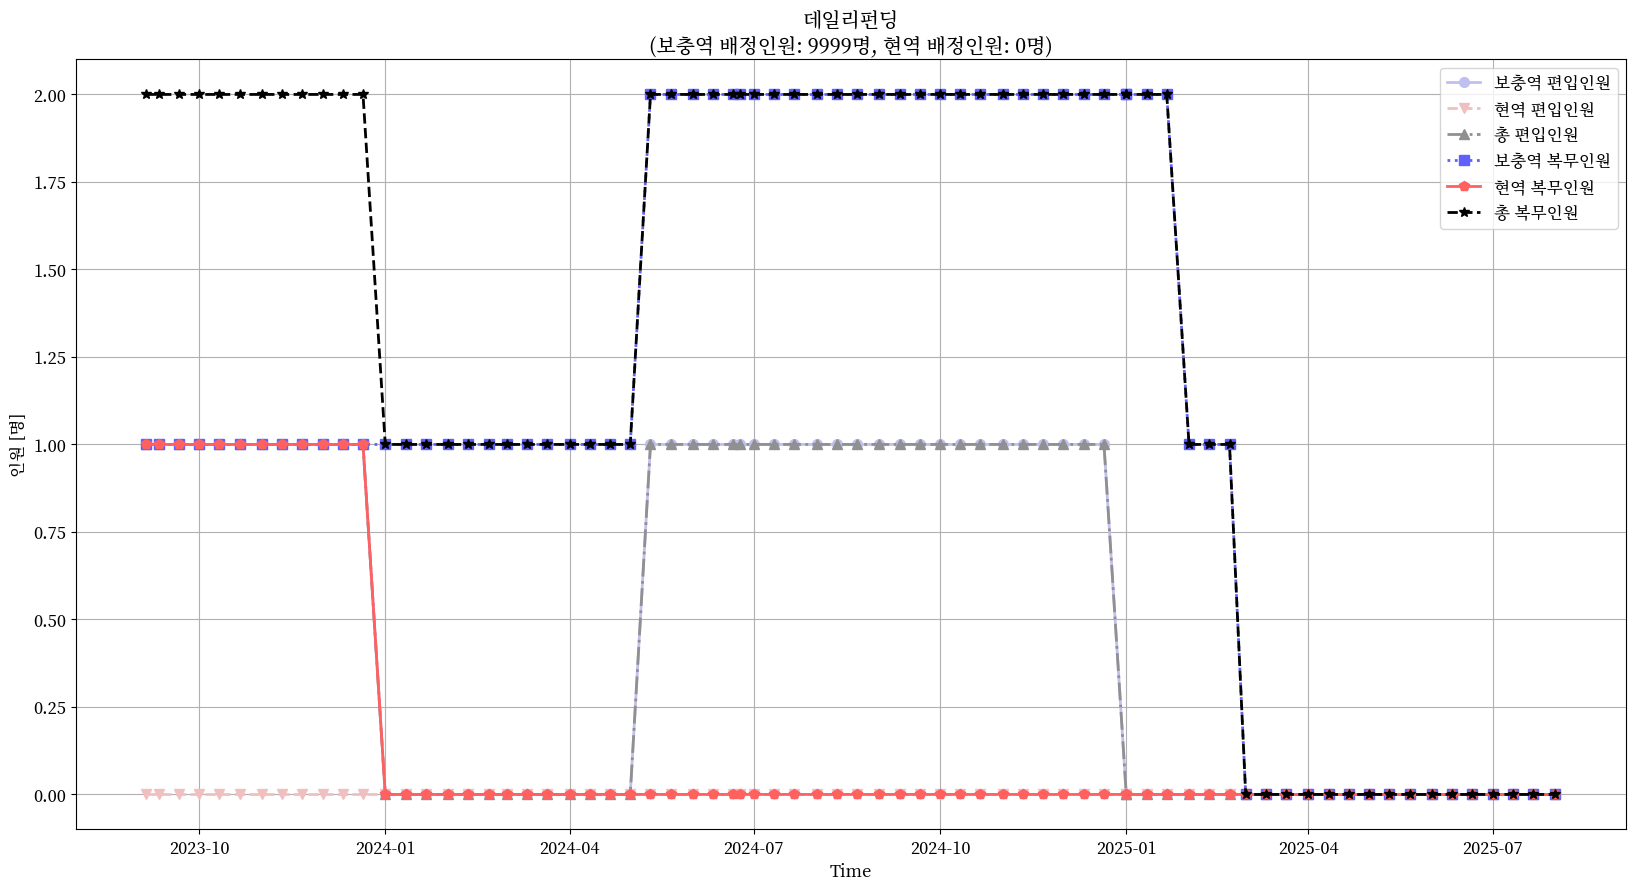 데일리펀딩
(보충역 배정인원: 9999명, 현역 배정인원: 0명)
보충역 편입인원
현역 편입인원
총 편입인원
보충역 복무인원
현역 복무인원
총 복무인원
인원 [명]
2.00
1.75
1.50
1.25
1.00
0.75
0.50
0.25
0.00
2023-10
2024-01
2024-04
2024-07
2024-10
2025-01
2025-04
2025-07
Time